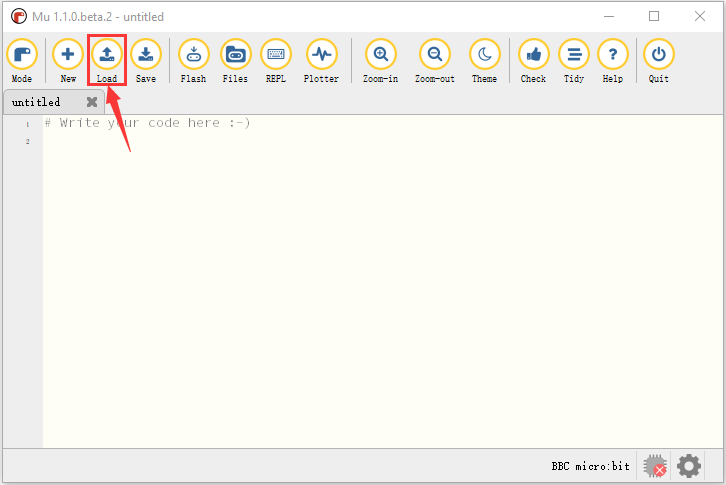 Mu 1.1.0.beta.2 - untitled
Mode New Load Save Flash Files REPL Plotter Zoom-in Zoom-out Theme Check Tidy Help Quit
untitled
1 # Write your code here :-)
2
BBC micro:bit